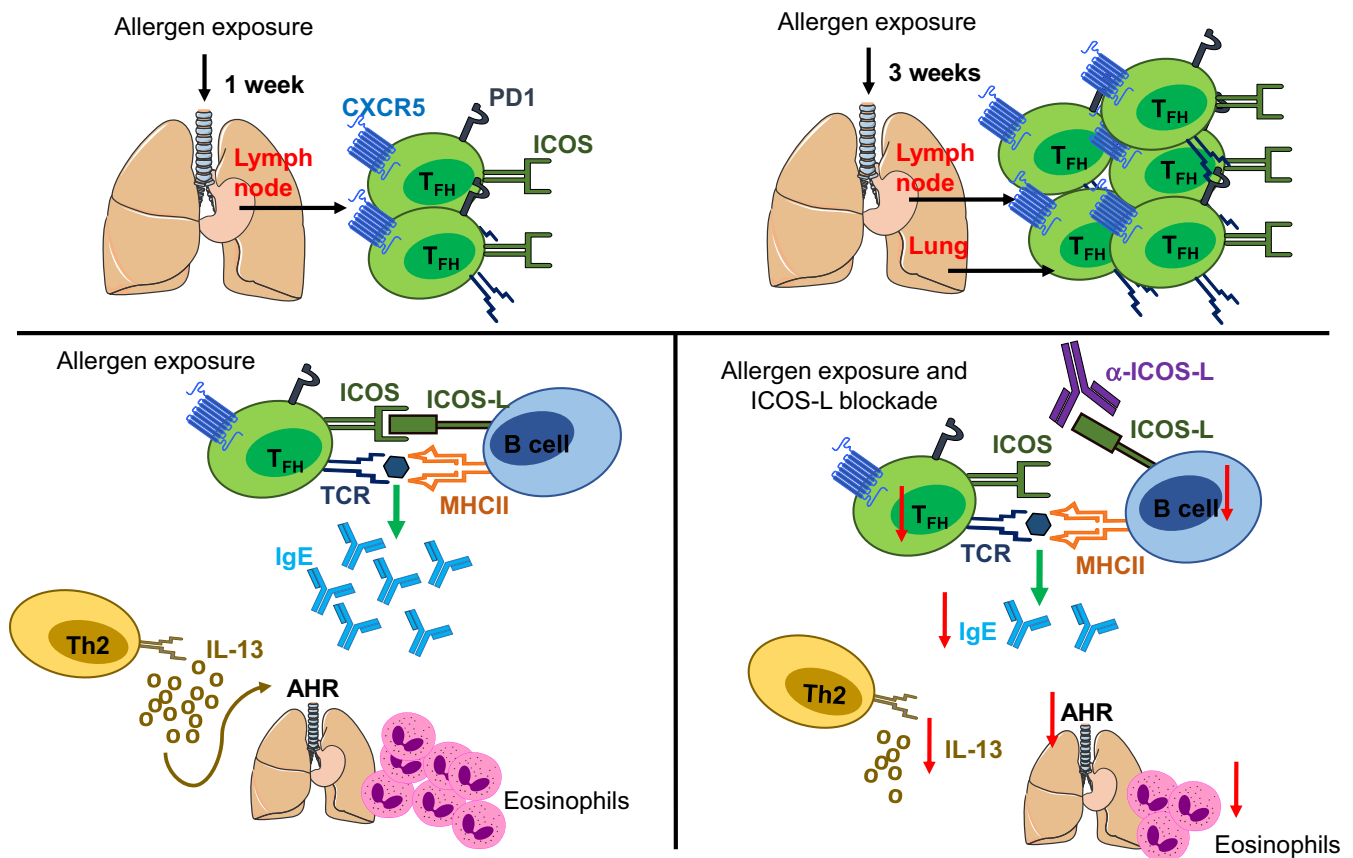 Allergen exposure
1 week
CXCR5
PD1
ICOS
Lymph
node
TFH
TFH
Allergen exposure
3 weeks
Lymph
node
Lung
TFH
TFH
TFH
TFH
TFH
Allergen exposure
ICOS
ICOS-L
TFH
B cell
TCR
MHCII
IgE
Th2
IL-13
AHR
Eosinophils
Allergen exposure and
ICOS-L blockade
α-ICOS-L
ICOS-L
ICOS
TFH
B cell
TCR
MHCII
IgE
Th2
IL-13
AHR
Eosinophils